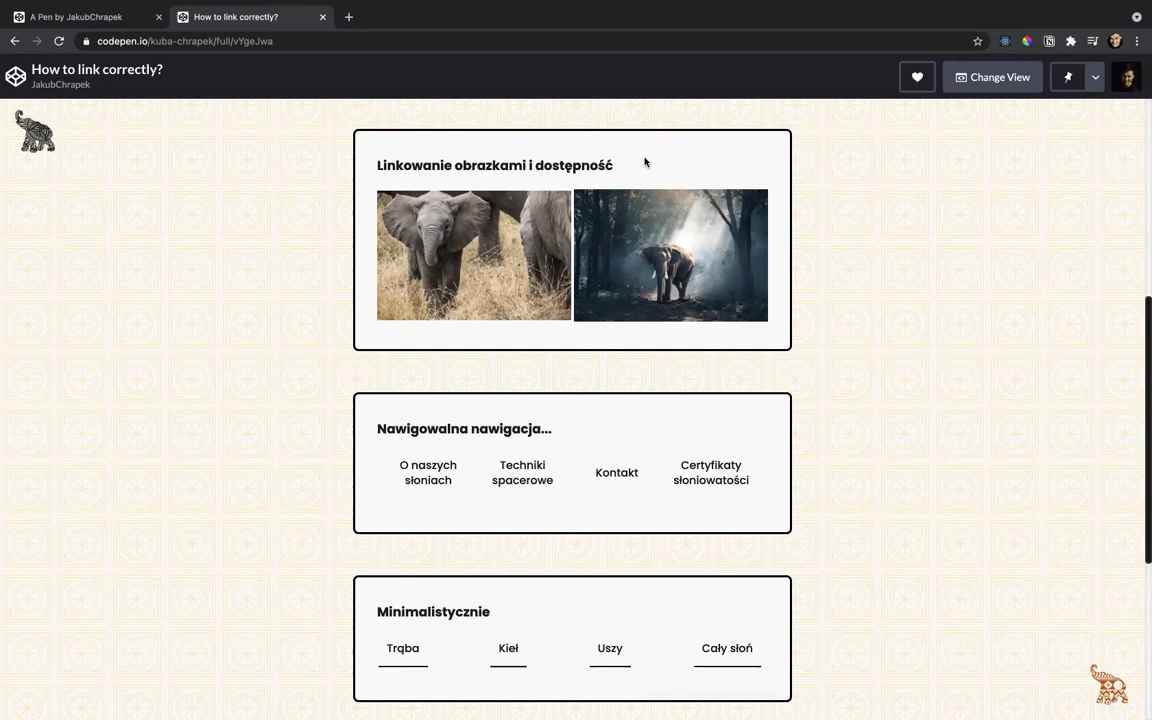 A Pen by JakubChrapek
How to link correctly?
codepen.io/kuba-chrapek/full/vYgeJwa
How to link correctly?
JakubChrapek
Change View
Linkowanie obrazkami i dostępność
Nawigowalna nawigacja...
O naszych
słoniach
Techniki
spacerowe
Kontakt
Certyfikaty
słoniowatości
Minimalistycznie
Trąba
Kieł
Uszy
Cały słoń